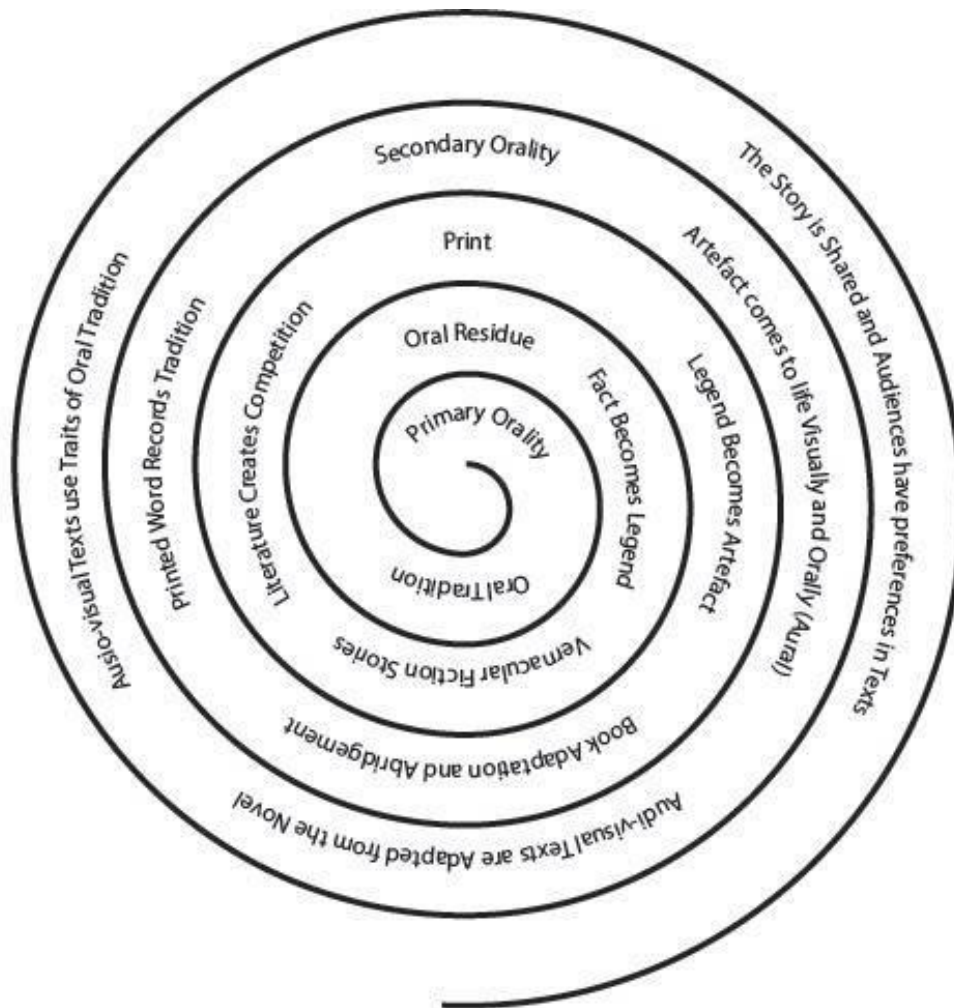 Primary Orality
Oral Tradition
Oral Residue
Fact Becomes Legend
Vernacular Fiction Stories
Literature Creates Competition
Print
Legend Becomes Artefact
Book Adaptation and Abridgement
Printed Word Records Tradition
Secondary Orality
Artefact comes to life Visually and Orally (Aural)
Audi-visual Texts are Adapted from the Novel
Ausio-visual Texts use Traits of Oral Tradition
The Story is Shared and Audiences have preferences in Texts